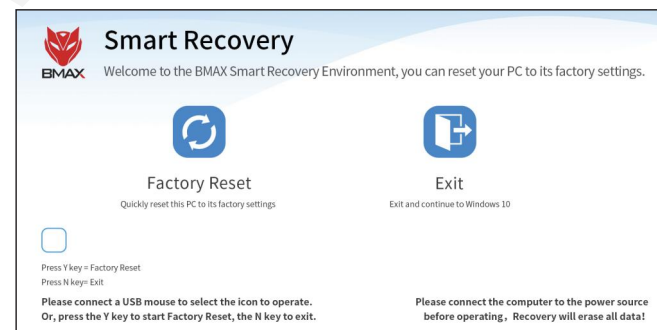 BMAX
Smart Recovery
Welcome to the BMAX Smart Recovery Environment, you can reset your PC to its factory settings.
Factory Reset
Quickly reset this PC to its factory settings
Exit
Exit and continue to Windows 10
Press Y key = Factory Reset
Press N key= Exit
Please connect a USB mouse to select the icon to operate.
Or, press the Y key to start Factory Reset, the N key to exit.
Please connect the computer to the power source
before operating，Recovery will erase all data!